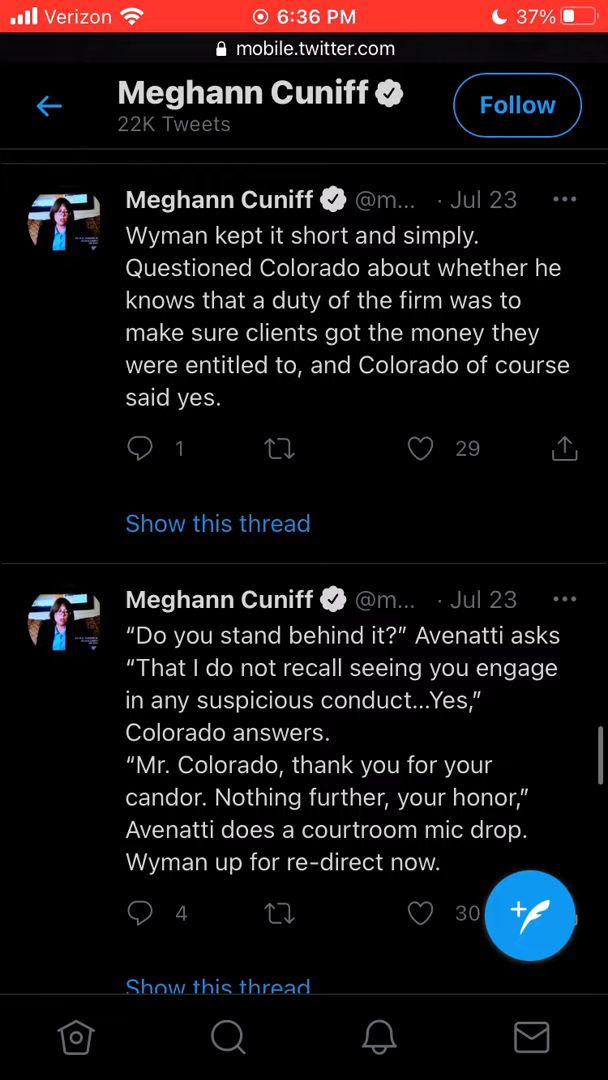 Verizon 6:36 PM 37%
mobile.twitter.com
Meghann Cuniff
22K Tweets
Follow
Meghann Cuniff @m... · Jul 23
Wyman kept it short and simply.
Questioned Colorado about whether he
knows that a duty of the firm was to
make sure clients got the money they
were entitled to, and Colorado of course
said yes.
1 29
Show this thread
Meghann Cuniff @m... · Jul 23
“Do you stand behind it?” Avenatti asks
“That I do not recall seeing you engage
in any suspicious conduct...Yes,”
Colorado answers.
“Mr. Colorado, thank you for your
candor. Nothing further, your honor,”
Avenatti does a courtroom mic drop.
Wyman up for re-direct now.
4 30
Show this thread